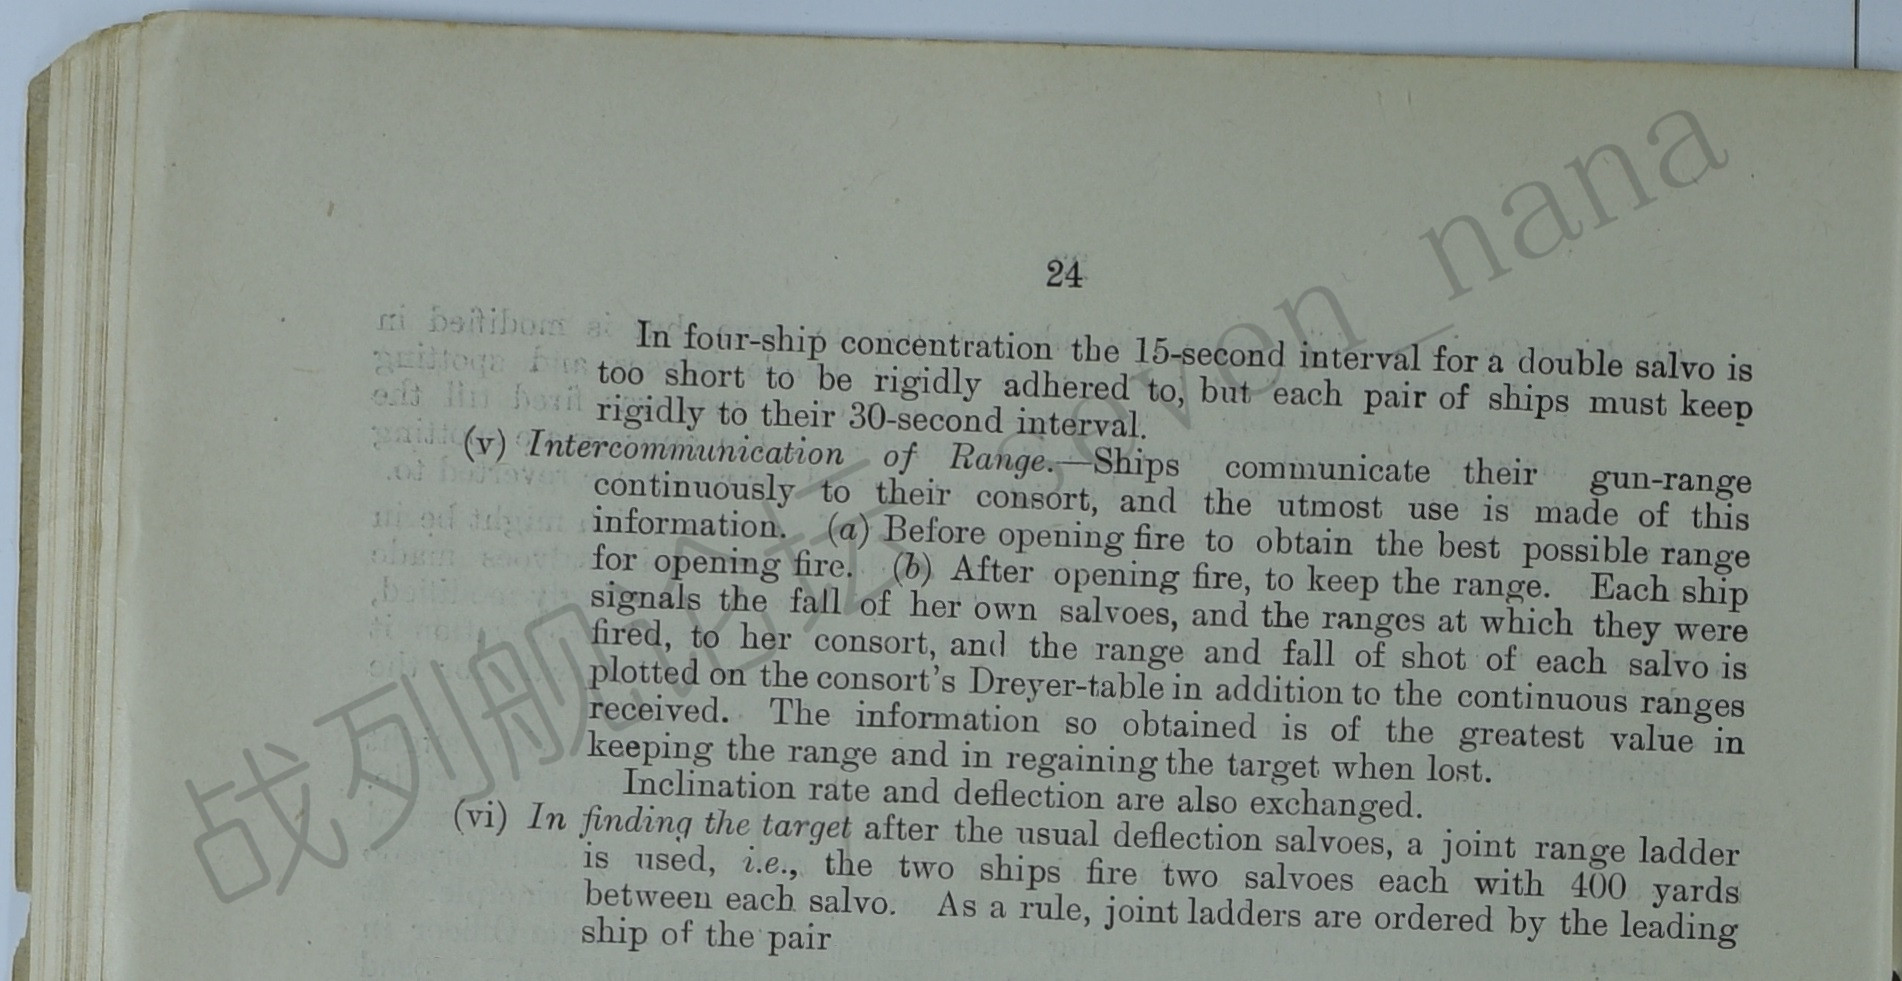 24
In four-ship concentration the 15-second interval for a double salvo is
too short to be rigidly adhered to, but each pair of ships must keep
rigidly to their 30-second interval.
(v) Intercommunication of Range.—Ships communicate their gun-range
continuously to their consort, and the utmost use is made of this
information. (a) Before opening fire to obtain the best possible range
for opening fire. (b) After opening fire, to keep the range. Each ship
signals the fall of her own salvoes, and the ranges at which they were
fired, to her consort, and the range and fall of shot of each salvo is
plotted on the consort's Dreyer-table in addition to the continuous ranges
received. The information so obtained is of the greatest value in
keeping the range and in regaining the target when lost.
Inclination rate and deflection are also exchanged.
(vi) In finding the target after the usual deflection salvoes, a joint range ladder
is used, i.e., the two ships fire two salvoes each with 400 yards
between each salvo. As a rule, joint ladders are ordered by the leading
ship of the pair
战列舰论坛 seven_nana